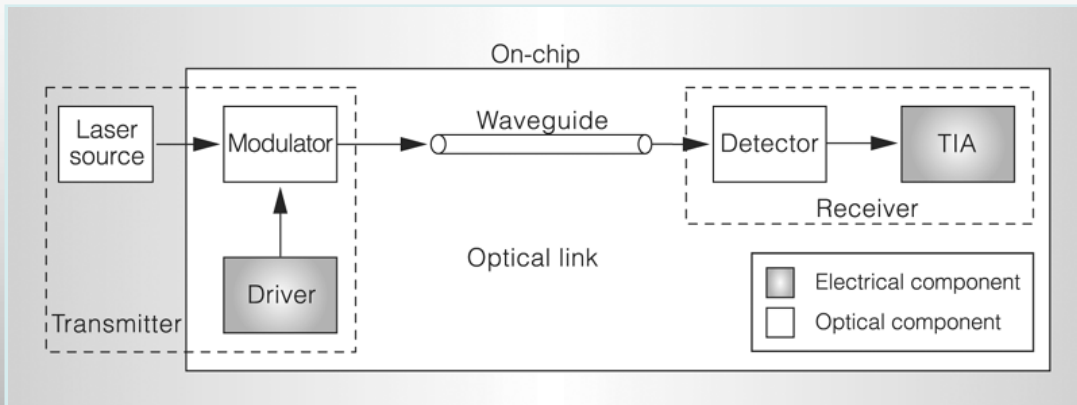 On-chip
Laser
source
Modulator
Waveguide
Detector
TIA
Receiver
Optical link
Driver
Transmitter
Electrical component
Optical component